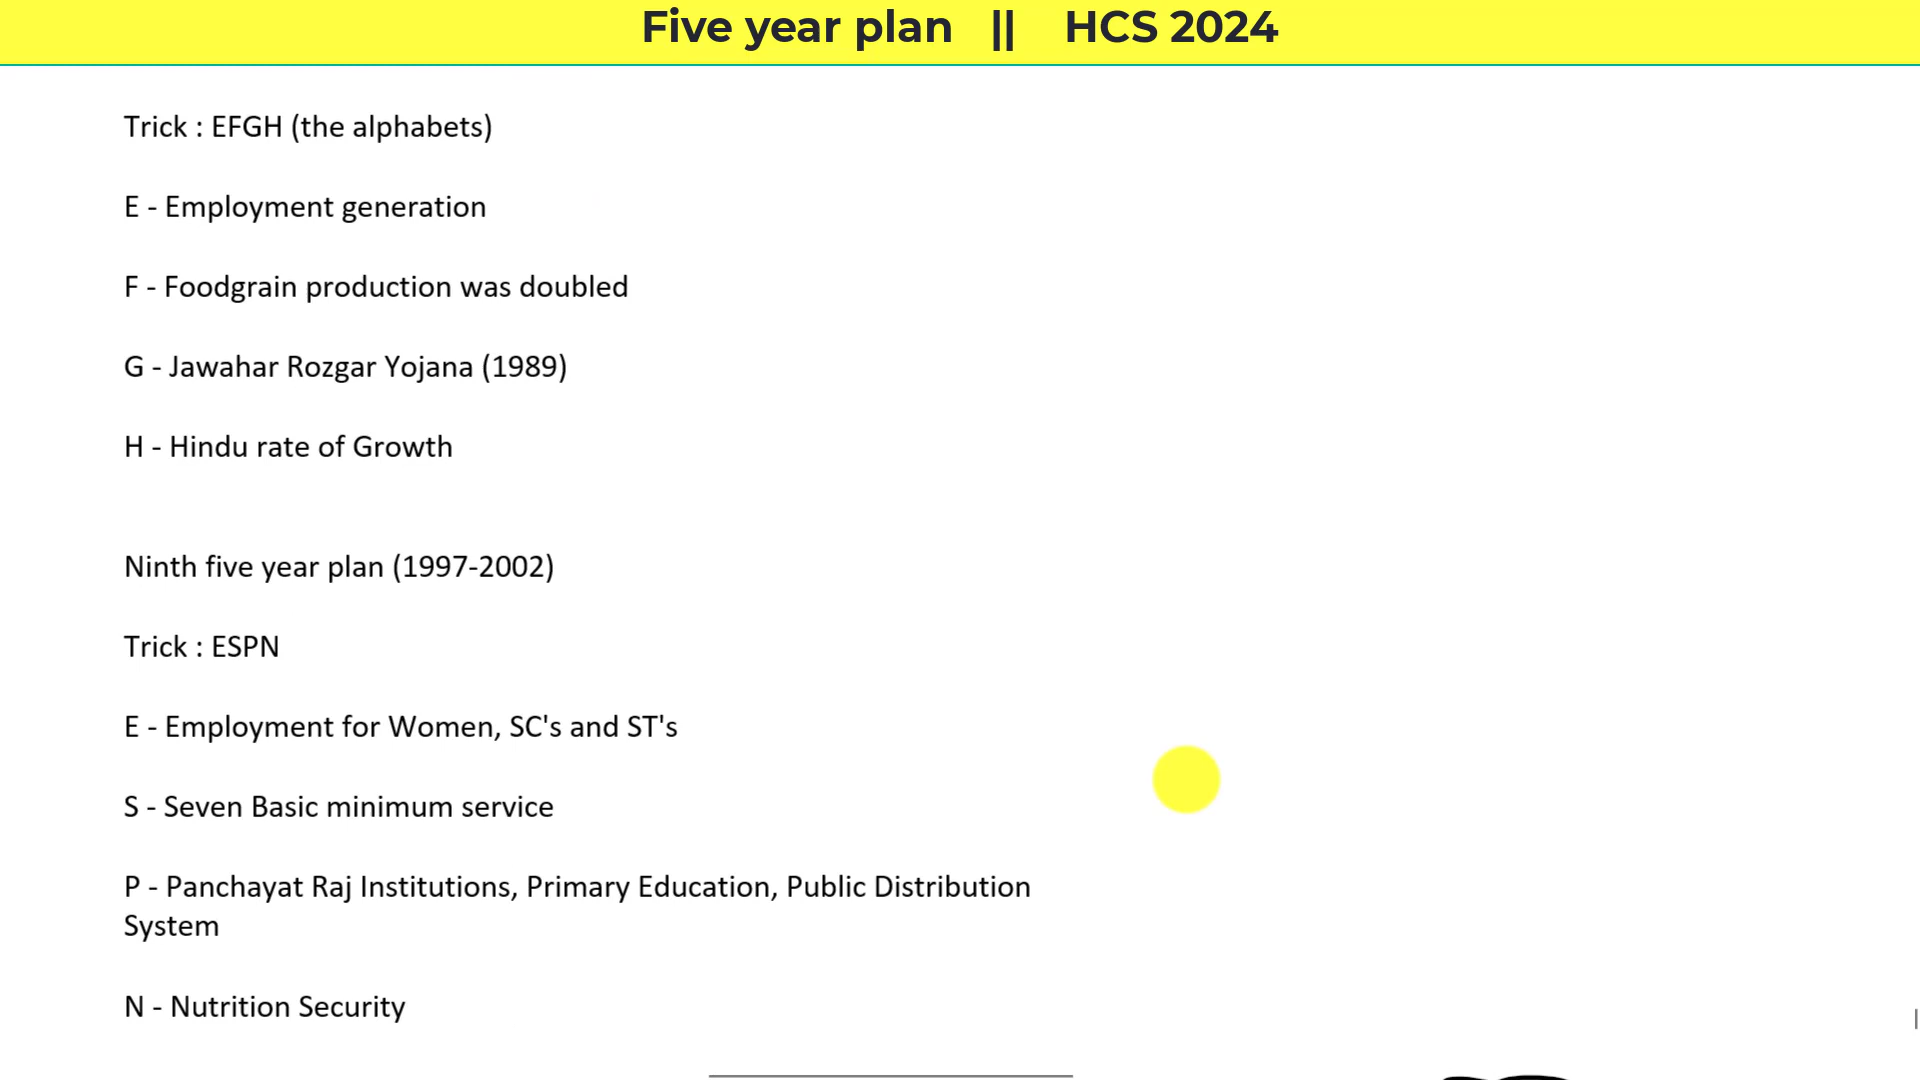 Five year plan || HCS 2024
Trick : EFGH (the alphabets)
E - Employment generation
F - Foodgrain production was doubled
G - Jawahar Rozgar Yojana (1989)
H - Hindu rate of Growth
Ninth five year plan (1997-2002)
Trick : ESPN
E - Employment for Women, SC's and ST's
S - Seven Basic minimum service
P - Panchayat Raj Institutions, Primary Education, Public Distribution
System
N - Nutrition Security